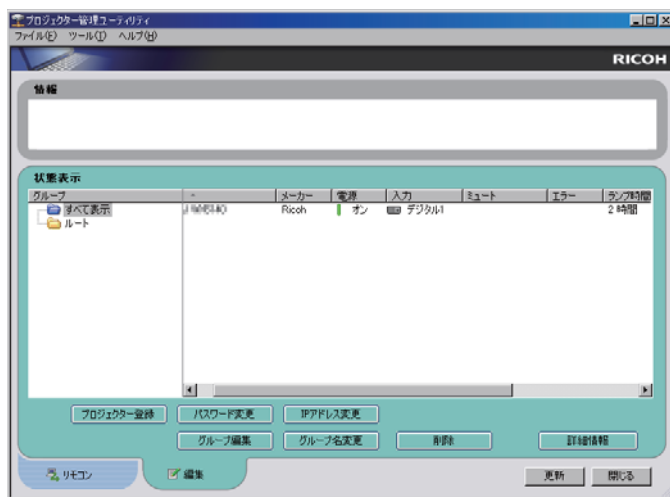 プロジェクター管理ユーティリティ
ファイル(F) ツール(T) ヘルプ(H)
RICOH
情報
状態表示
グループ - メーカー 電源 入力 ミュート エラー ランプ時間
すべて表示 Ricoh オン デジタル1 2 時間
ルート
プロジェクター登録 パスワード変更 IPアドレス変更
グループ編集 グループ名変更 削除 詳細情報
リモコン 編集 更新 閉じる